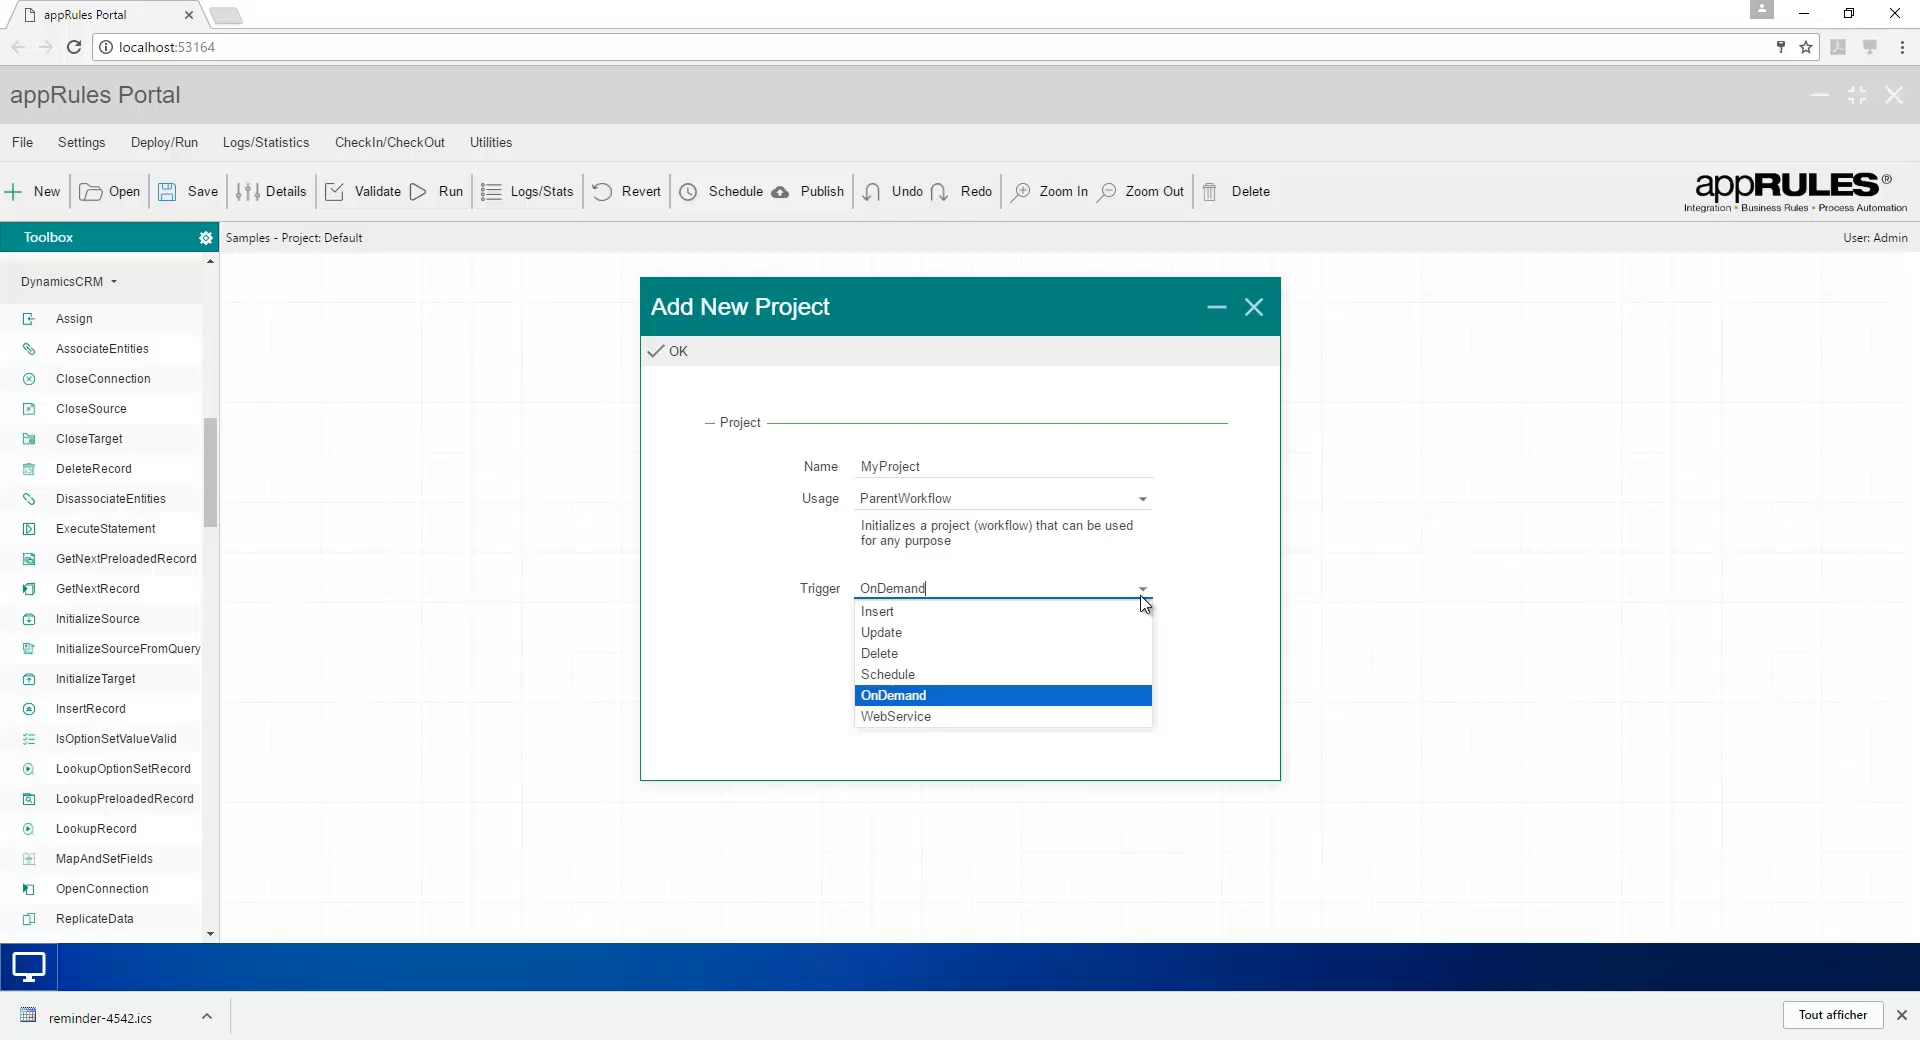 appRules Portal
localhost:53164
appRules Portal
File Settings Deploy/Run Logs/Statistics CheckIn/CheckOut Utilities
New Open Save Details Validate Run Logs/Stats Revert Schedule Publish Undo Redo Zoom In Zoom Out Delete
appRULES®
Integration • Business Rules • Process Automation
Toolbox
Samples - Project: Default
User: Admin
DynamicsCRM
Assign
AssociateEntities
CloseConnection
CloseSource
CloseTarget
DeleteRecord
DisassociateEntities
ExecuteStatement
GetNextPreloadedRecord
GetNextRecord
InitializeSource
InitializeSourceFromQuery
InitializeTarget
InsertRecord
IsOptionSetValueValid
LookupOptionSetRecord
LookupPreloadedRecord
LookupRecord
MapAndSetFields
OpenConnection
ReplicateData
Add New Project
OK
Project
Name MyProject
Usage ParentWorkflow
Initializes a project (workflow) that can be used
for any purpose
Trigger OnDemand
Insert
Update
Delete
Schedule
OnDemand
WebService
reminder-4542.ics
Tout afficher